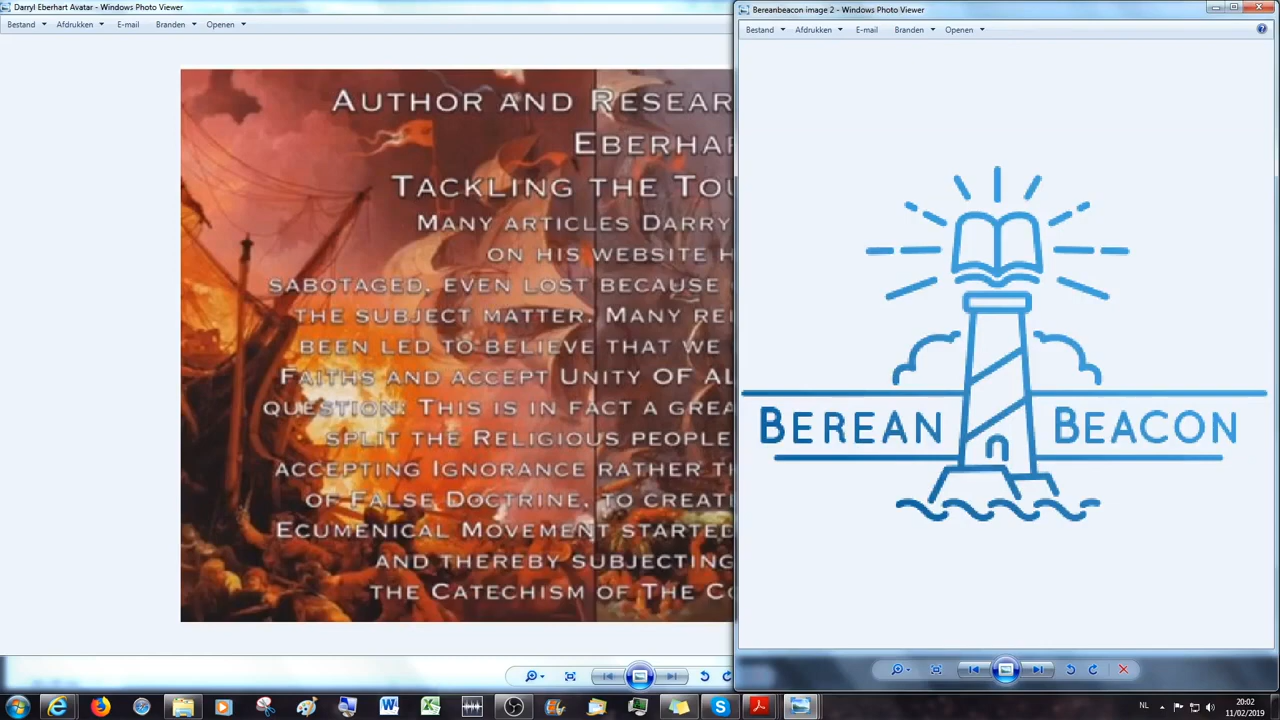 Darryl Eberhart Avatar - Windows Photo Viewer
Bestand Afdrukken E-mail Branden Openen
AUTHOR AND RESEAR
EBERHAR
TACKLING THE TOU
MANY ARTICLES DARRY
ON HIS WEBSITE H
SABOTAGED, EVEN LOST BECAUSE
THE SUBJECT MATTER. MANY REI
BEEN LED TO BELIEVE THAT WE
FAITHS AND ACCEPT UNITY OF AL
QUESTION: THIS IS IN FACT A GREA
SPLIT THE RELIGIOUS PEOPLE
ACCEPTING IGNORANCE RATHER TH
OF FALSE DOCTRINE, TO CREATE
ECUMENICAL MOVEMENT STARTED
AND THEREBY SUBJECTING
THE CATECHISM OF THE CO
Bereanbeacon image 2 - Windows Photo Viewer
Bestand Afdrukken E-mail Branden Openen
BEREAN BEACON
NL
20:02
11/02/2019